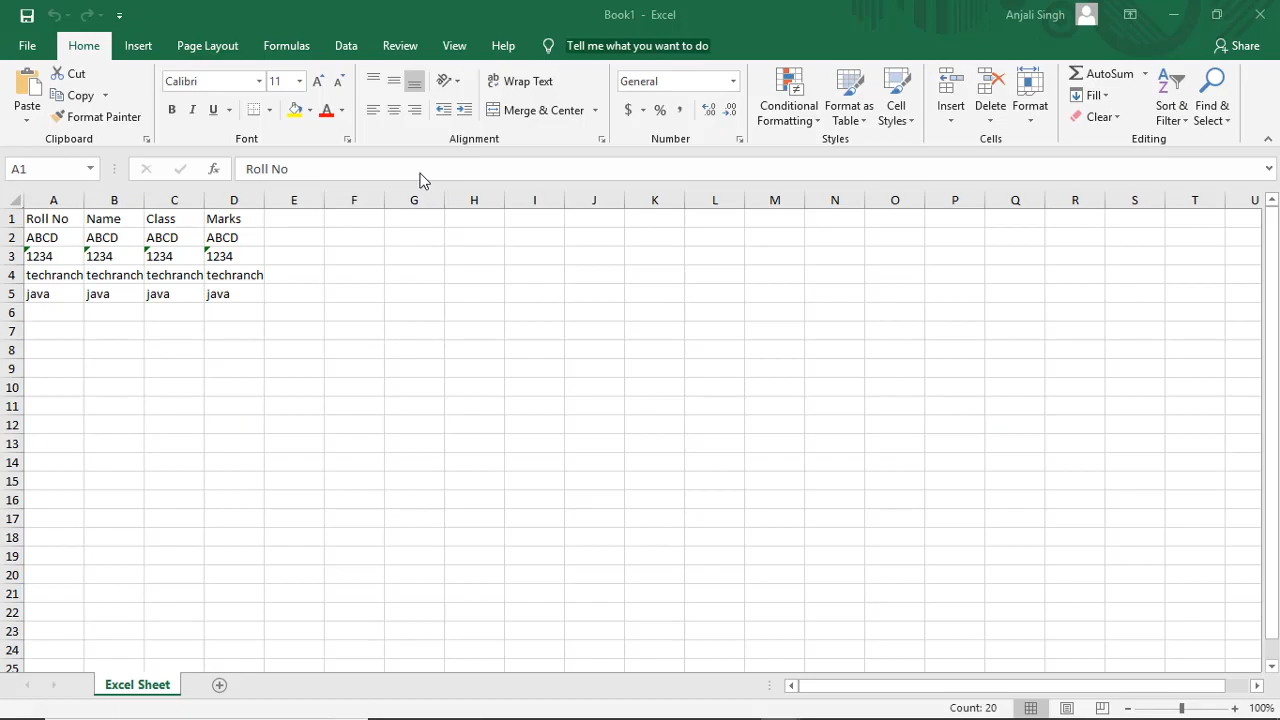 Book1 - Excel
Anjali Singh
File Home Insert Page Layout Formulas Data Review View Help Tell me what you want to do Share
Paste
Cut
Copy
Format Painter
Clipboard
Calibri 11
B I U
Font
Wrap Text
Merge & Center
Alignment
General
$ % ,
Number
Conditional Formatting
Format as Table
Cell Styles
Styles
Insert
Delete
Format
Cells
AutoSum
Fill
Clear
Sort & Filter
Find & Select
Editing
A1 fx Roll No
A B C D E F G H I J K L M N O P Q R S T U
1 Roll No Name Class Marks
2 ABCD ABCD ABCD ABCD
3 1234 1234 1234 1234
4 techranch techranch techranch techranch
5 java java java java
6
7
8
9
10
11
12
13
14
15
16
17
18
19
20
21
22
23
24
25
Excel Sheet
Count: 20 100%